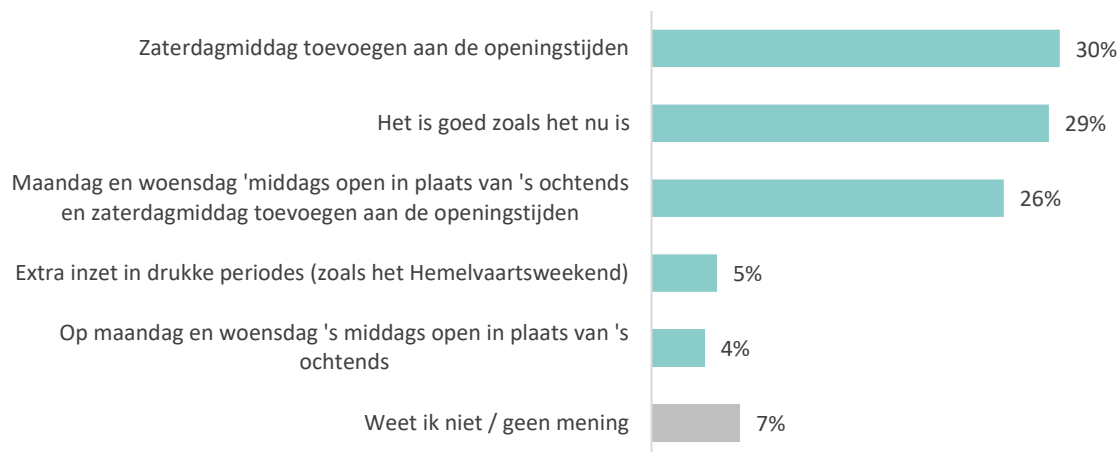 Zaterdagmiddag toevoegen aan de openingstijden
30%
Het is goed zoals het nu is
29%
Maandag en woensdag 'middags open in plaats van 's ochtends
en zaterdagmiddag toevoegen aan de openingstijden
26%
Extra inzet in drukke periodes (zoals het Hemelvaartsweekend)
5%
Op maandag en woensdag 's middags open in plaats van 's
ochtends
4%
Weet ik niet / geen mening
7%